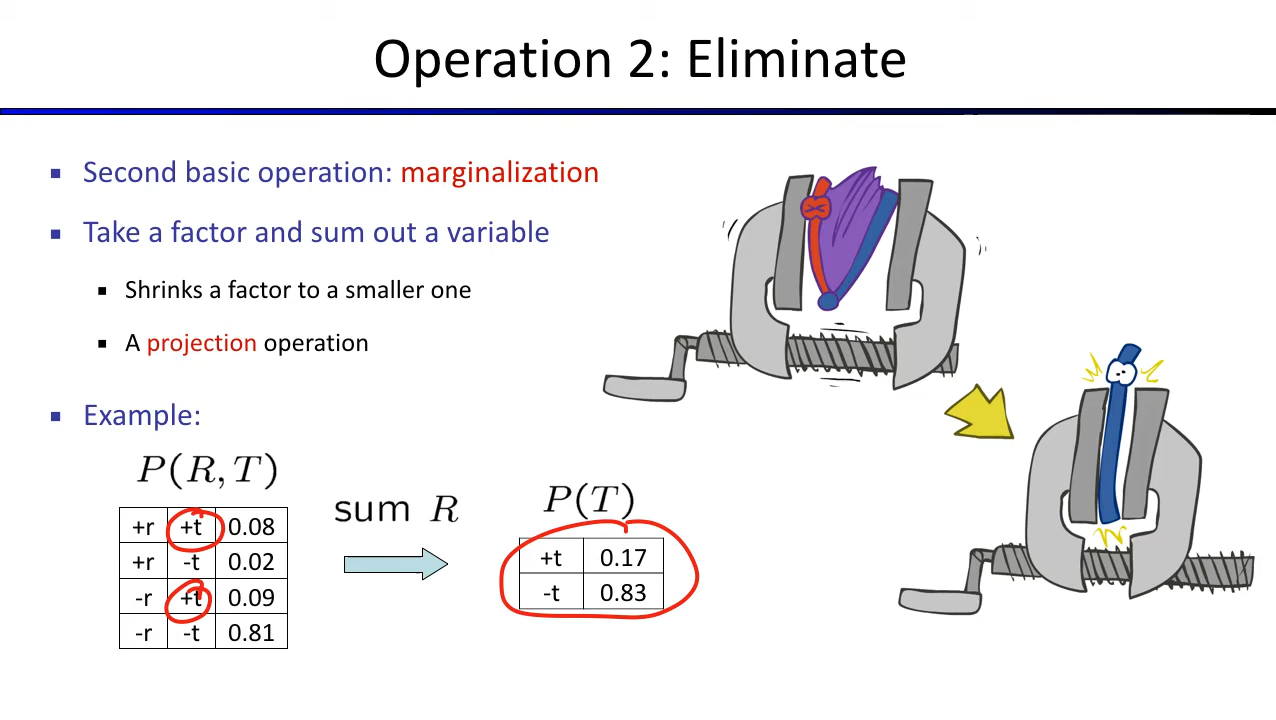 Operation 2: Eliminate
Second basic operation: marginalization
Take a factor and sum out a variable
Shrinks a factor to a smaller one
A projection operation
Example:
P(R, T)
+r +t 0.08
+r -t 0.02
-r +t 0.09
-r -t 0.81
sum R
P(T)
+t 0.17
-t 0.83